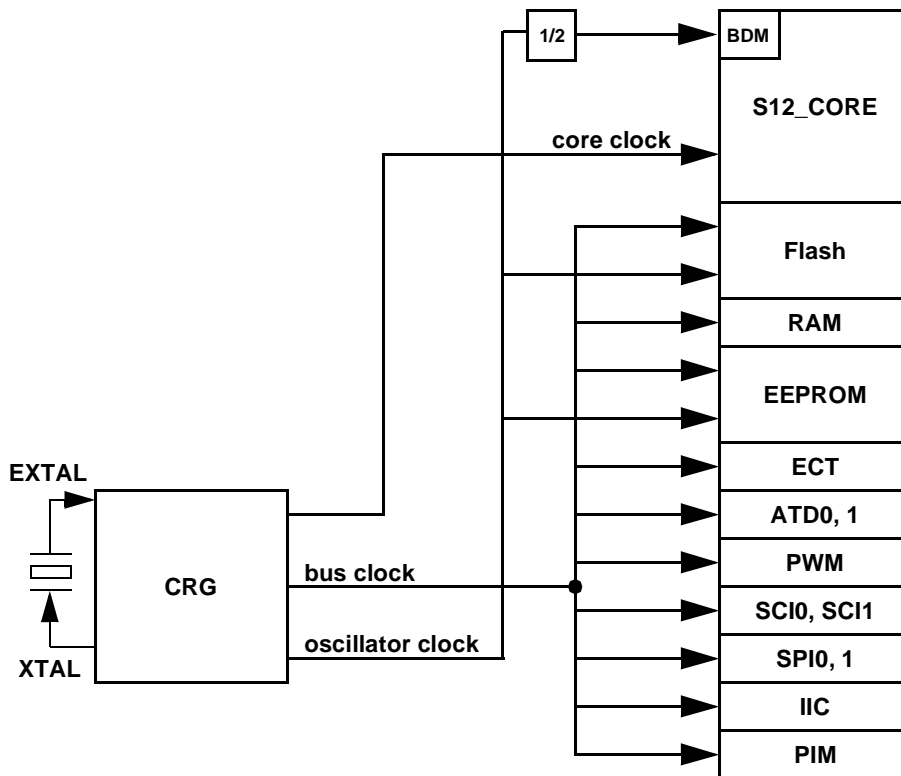 1/2
BDM
S12_CORE
core clock
Flash
RAM
EEPROM
EXTAL
ECT
ATD0, 1
PWM
bus clock
CRG
SCI0, SCI1
oscillator clock
SPI0, 1
XTAL
IIC
PIM